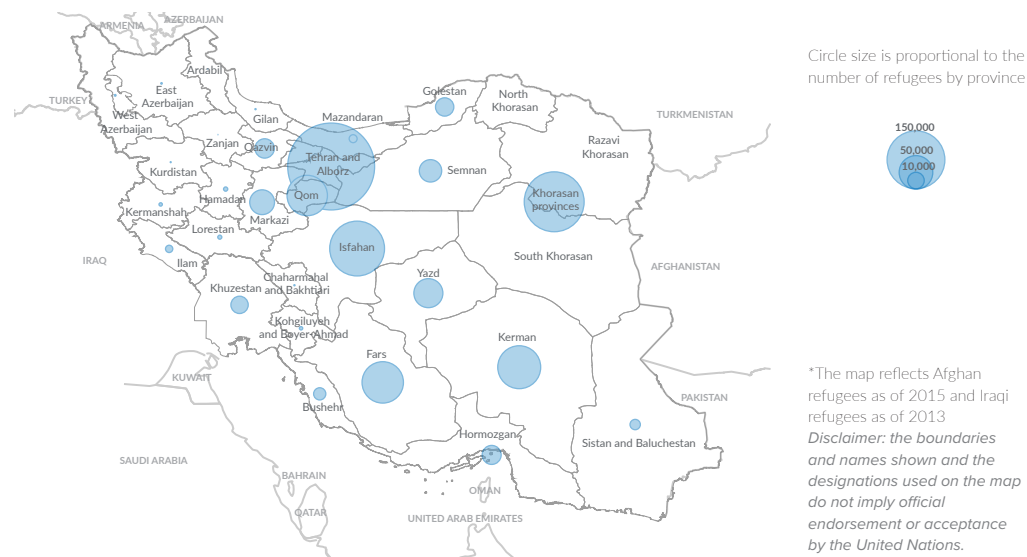 AZERBAIJAN
ARMENIA
Circle size is proportional to the
number of refugees by province
Ardabil
TURKEY
East
Azerbaijan
Golestan
North
Khorasan
TURKMENISTAN
West
Azerbaijan
Gilan
Mazandaran
150,000
50,000
10,000
Zanjan
Qazvin
Razavi
Khorasan
Tehran and
Alborz
Semnan
Kurdistan
Hamadan
Qom
Khorasan
provinces
Kermanshah
Markazi
Lorestan
Isfahan
South Khorasan
IRAQ
Ilam
AFGHANISTAN
Yazd
Chaharmahal
and Bakhtiari
Khuzestan
Kohgiluyeh
and Boyer-Ahmad
Kerman
Fars
KUWAIT
*The map reflects Afghan
refugees as of 2015 and Iraqi
refugees as of 2013
Disclaimer: the boundaries
and names shown and the
designations used on the map
do not imply official
endorsement or acceptance
by the United Nations.
PAKISTAN
Bushehr
Hormozgan
Sistan and Baluchestan
SAUDI ARABIA
BAHRAIN
OMAN
QATAR
UNITED ARAB EMIRATES